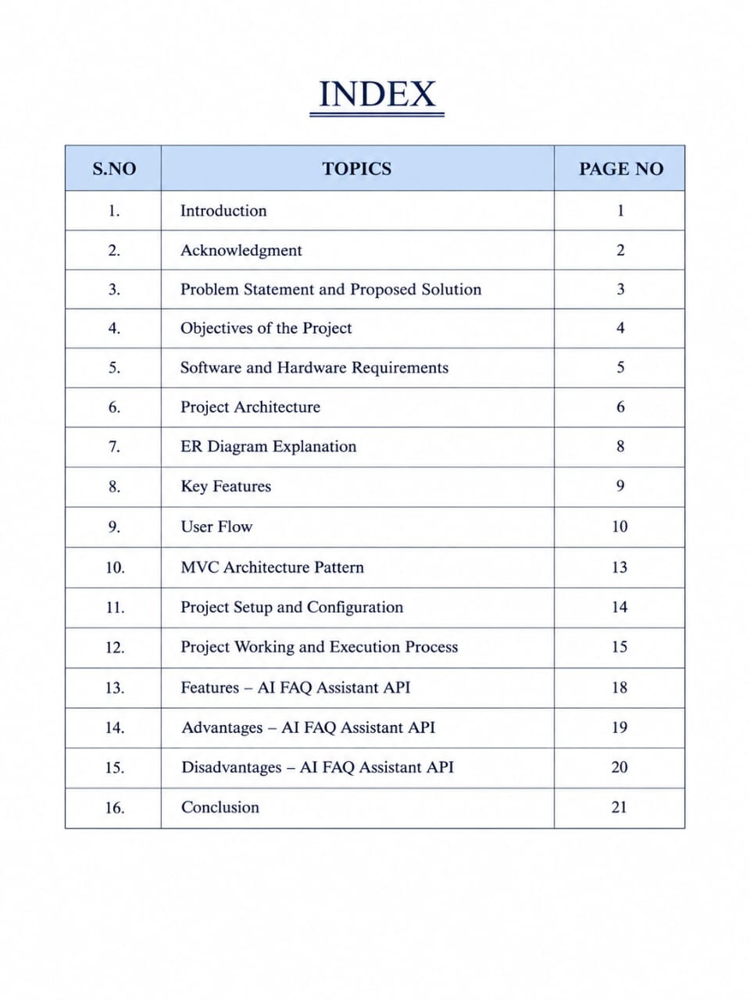 INDEX
S.NO TOPICS PAGE NO
1. Introduction 1
2. Acknowledgment 2
3. Problem Statement and Proposed Solution 3
4. Objectives of the Project 4
5. Software and Hardware Requirements 5
6. Project Architecture 6
7. ER Diagram Explanation 8
8. Key Features 9
9. User Flow 10
10. MVC Architecture Pattern 13
11. Project Setup and Configuration 14
12. Project Working and Execution Process 15
13. Features – AI FAQ Assistant API 18
14. Advantages – AI FAQ Assistant API 19
15. Disadvantages – AI FAQ Assistant API 20
16. Conclusion 21